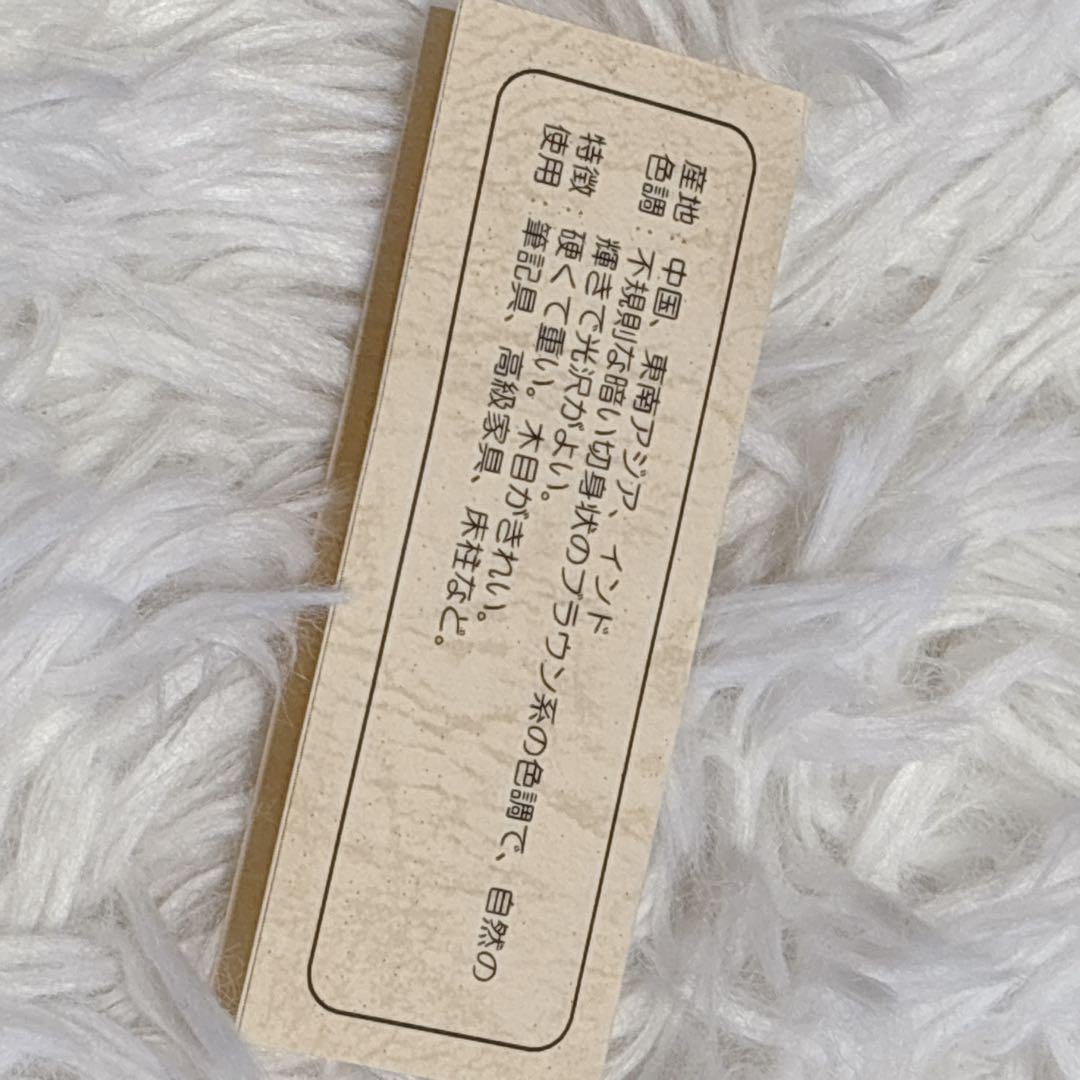 産地：中国、東南アジア、インド
色調：不規則な暗い切身状のブラウン系の色調で、自然の
輝きで光沢がよい。
特徴：硬くて重い。木目がきれい。
使用：筆記具、高級家具、床柱など。